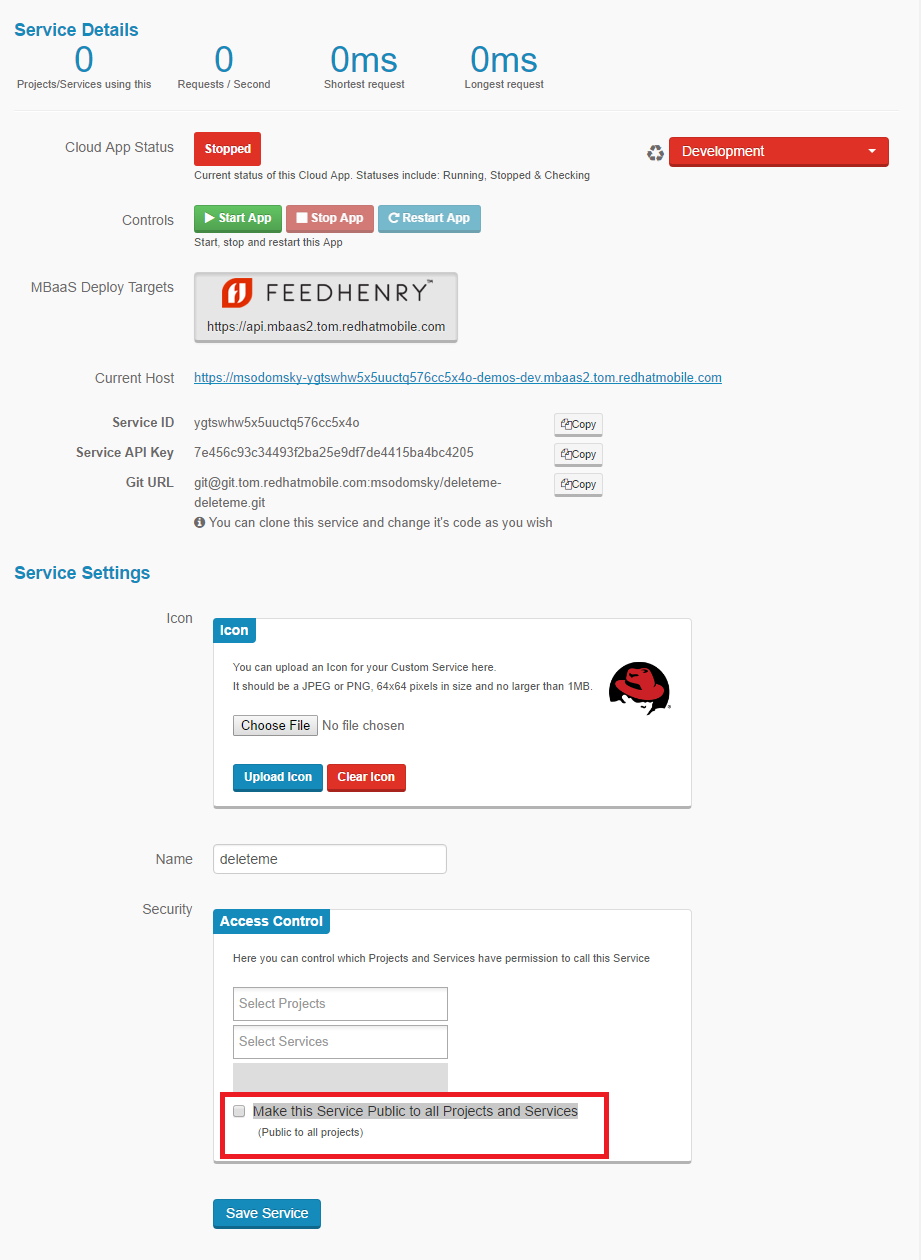 Service Details
0 0 0ms 0ms
Projects/Services using this Requests / Second Shortest request Longest request
Cloud App Status Stopped Development
Current status of this Cloud App. Statuses include: Running, Stopped & Checking
Controls Start App Stop App Restart App
Start, stop and restart this App
MBaaS Deploy Targets FEEDHENRY™
https://api.mbaas2.tom.redhatmobile.com
Current Host https://msodomsky-ygtswhw5x5uuctq576cc5x4o-demos-dev.mbaas2.tom.redhatmobile.com
Service ID ygtswhw5x5uuctq576cc5x4o Copy
Service API Key 7e456c93c34493f2ba25e9df7de4415ba4bc4205 Copy
Git URL git@git.tom.redhatmobile.com:msodomsky/deleteme- Copy
deleteme.git
You can clone this service and change it's code as you wish
Service Settings
Icon
Icon
You can upload an Icon for your Custom Service here.
It should be a JPEG or PNG, 64x64 pixels in size and no larger than 1MB.
Choose File No file chosen
Upload Icon Clear Icon
Name deleteme
Security
Access Control
Here you can control which Projects and Services have permission to call this Service
Select Projects
Select Services
Make this Service Public to all Projects and Services
(Public to all projects)
Save Service